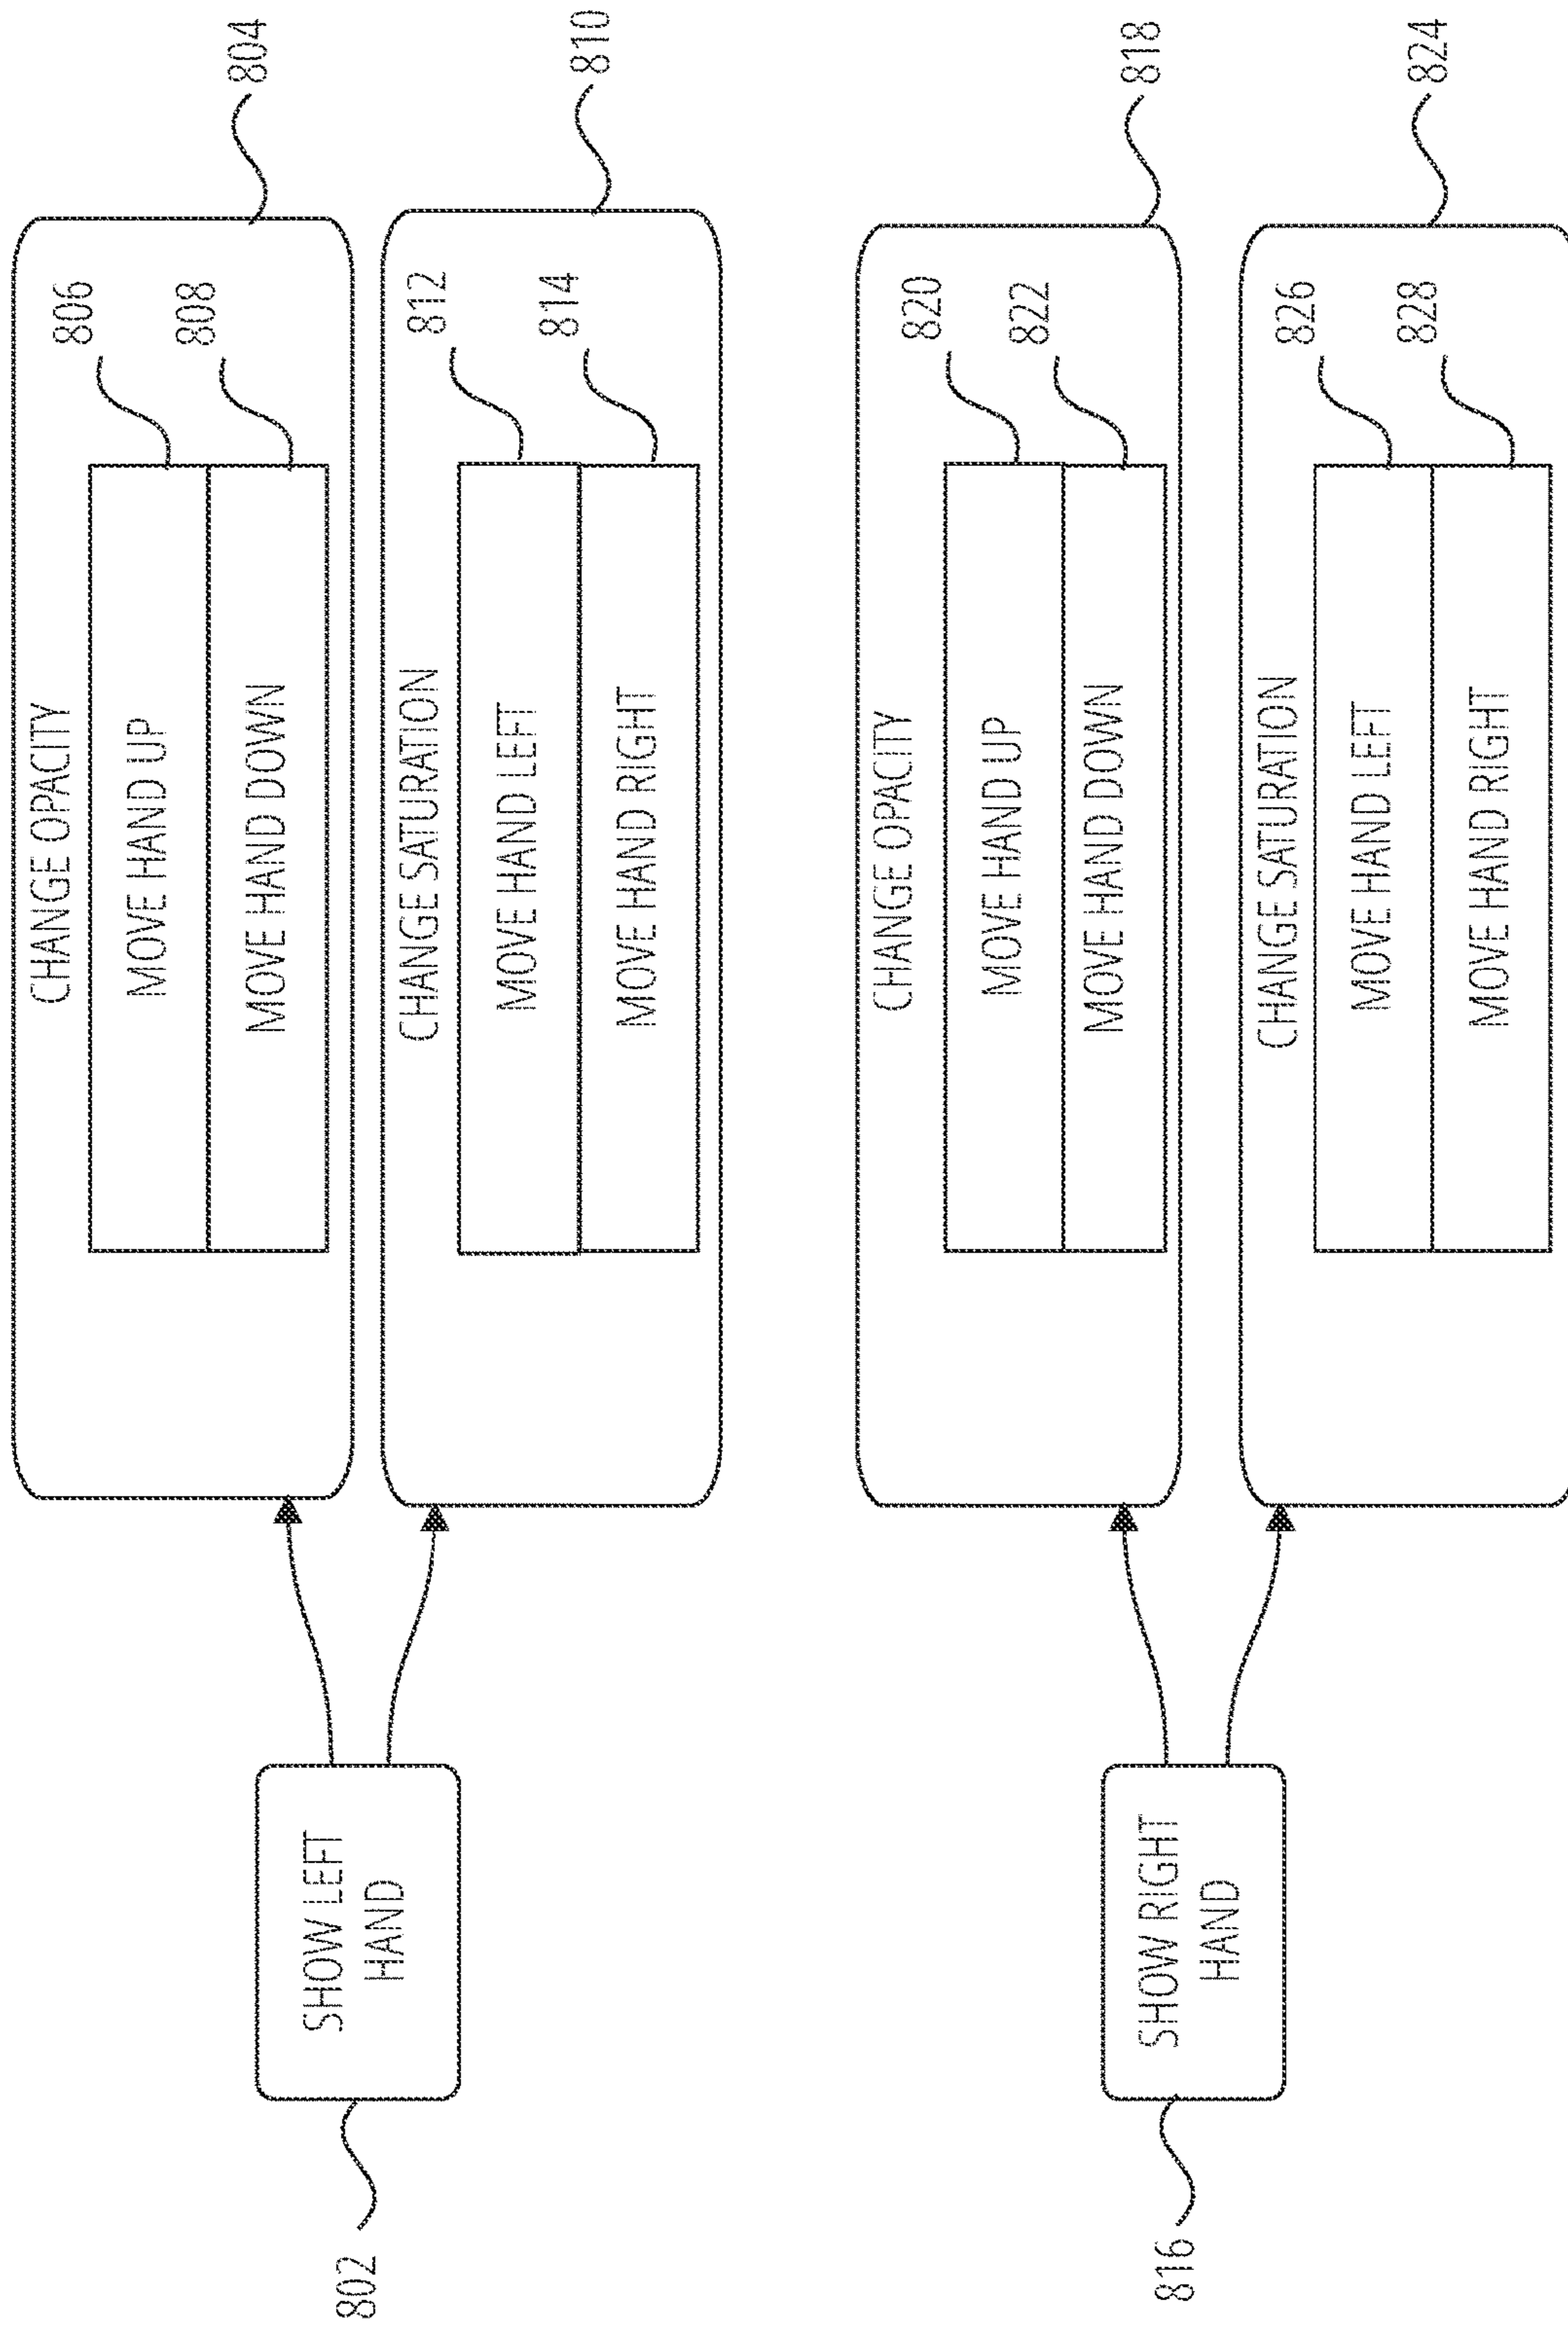 CHANGE OPACITY
804
806
MOVE HAND UP
808
MOVE HAND DOWN
SHOW LEFT
HAND
802
CHANGE SATURATION
810
812
MOVE HAND LEFT
814
MOVE HAND RIGHT
CHANGE OPACITY
818
820
MOVE HAND UP
822
MOVE HAND DOWN
SHOW RIGHT
HAND
816
CHANGE SATURATION
824
826
MOVE HAND LEFT
828
MOVE HAND RIGHT